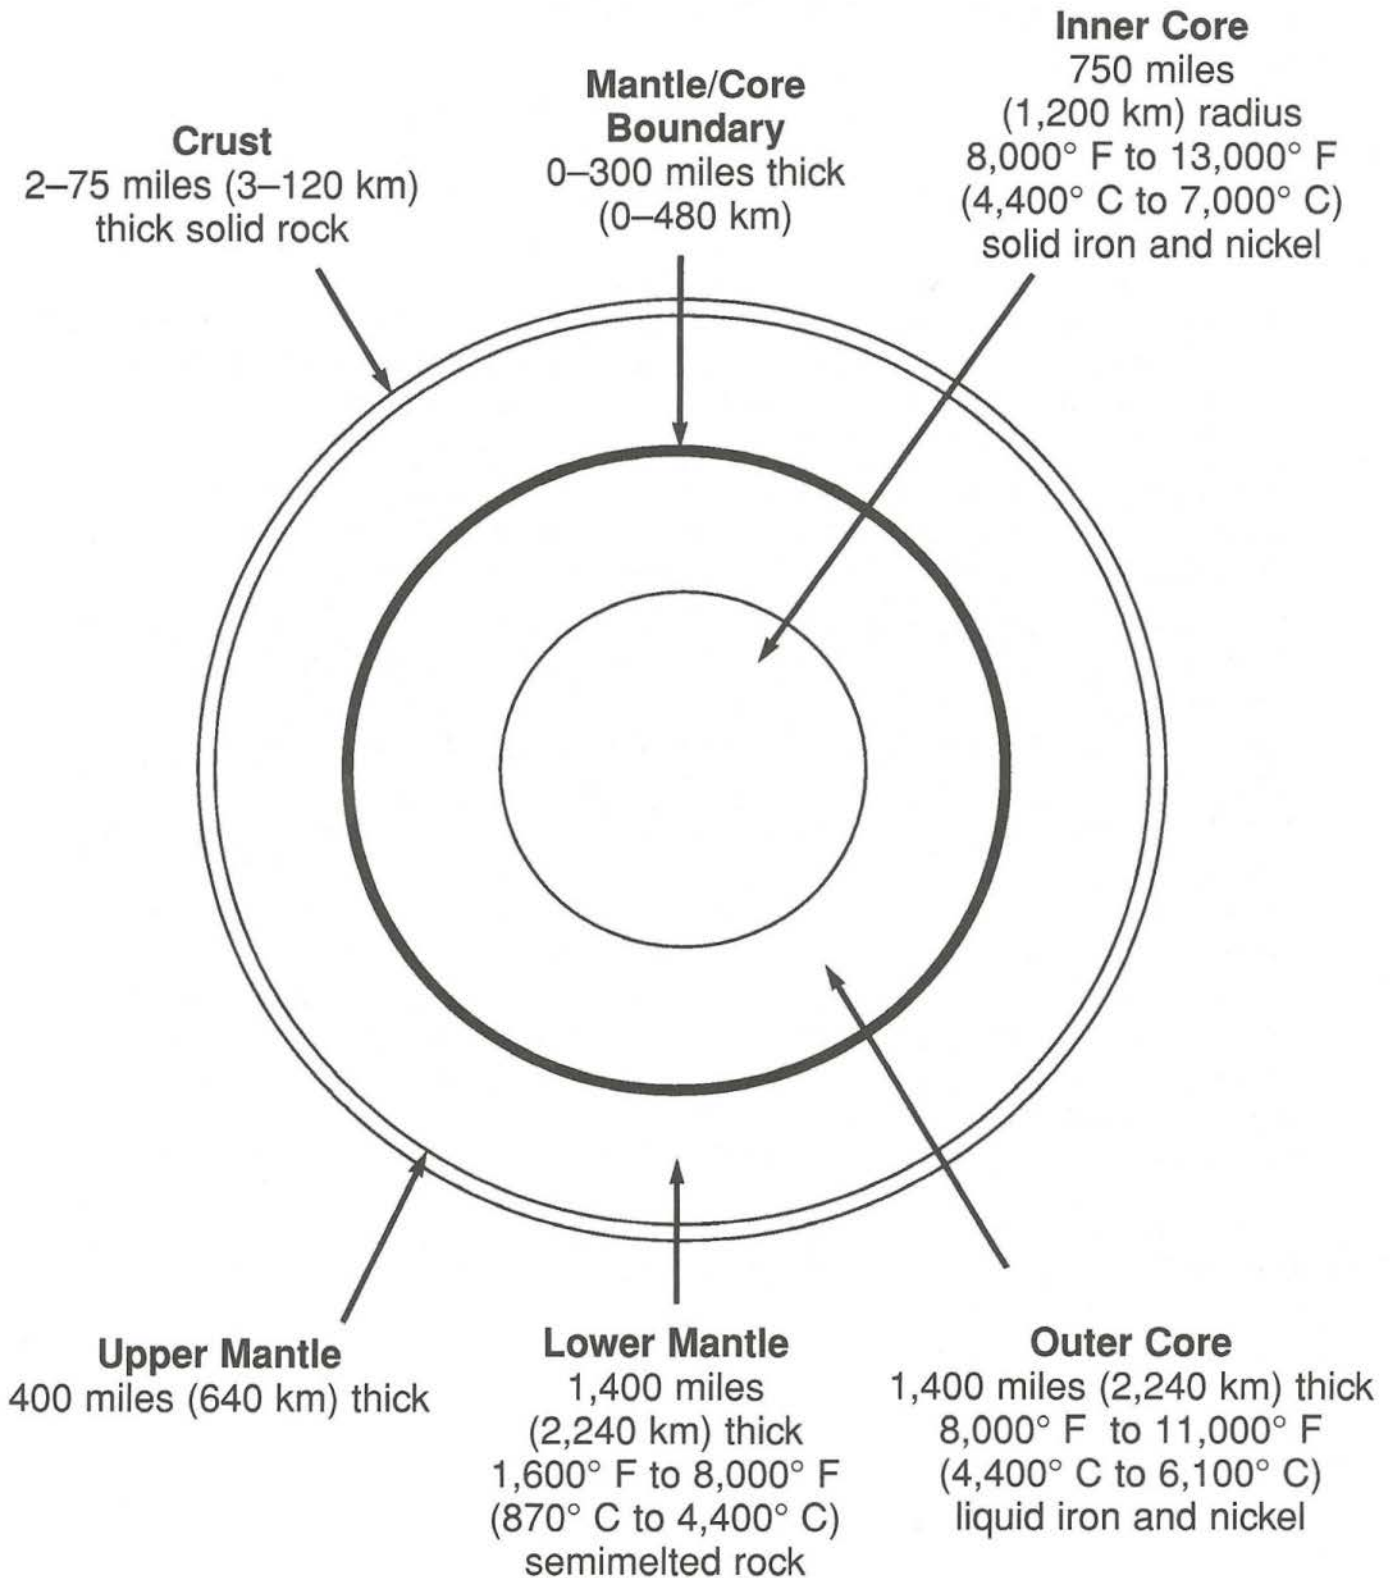 Inner Core
750 miles
(1,200 km) radius
8,000° F to 13,000° F
(4,400° C to 7,000° C)
solid iron and nickel
Mantle/Core
Boundary
0–300 miles thick
(0–480 km)
Crust
2–75 miles (3–120 km)
thick solid rock
Upper Mantle
400 miles (640 km) thick
Lower Mantle
1,400 miles
(2,240 km) thick
1,600° F to 8,000° F
(870° C to 4,400° C)
semimelted rock
Outer Core
1,400 miles (2,240 km) thick
8,000° F to 11,000° F
(4,400° C to 6,100° C)
liquid iron and nickel